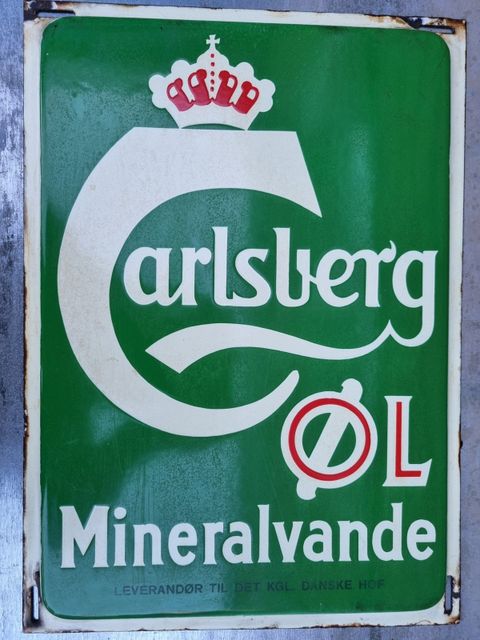 Carlsberg
ØL
Mineralvande
LEVERANDØR TIL DET KGL. DANSKE HOF